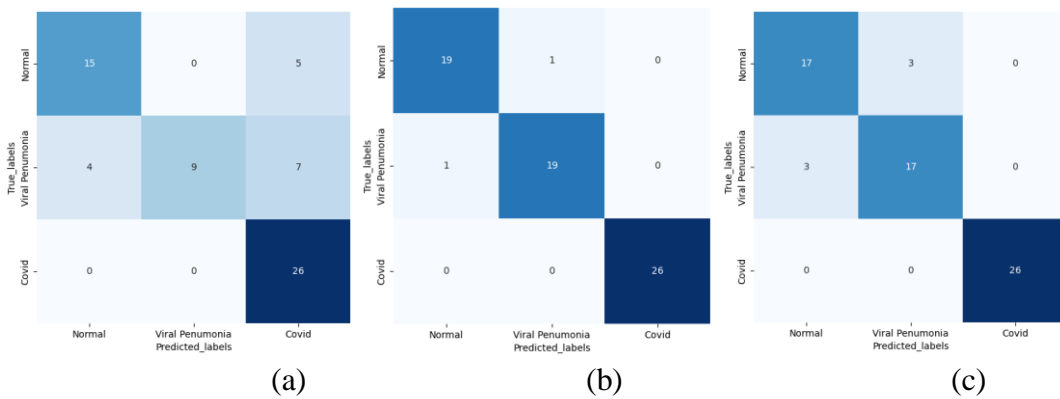 Normal
15
0
5
True_labels
Viral Penumonia
4
9
7
Covid
0
0
26
Normal
Viral Penumonia
Covid
Predicted_labels
(a)
Normal
19
1
0
True_labels
Viral Penumonia
1
19
0
Covid
0
0
26
Normal
Viral Penumonia
Covid
Predicted_labels
(b)
Normal
17
3
0
True_labels
Viral Penumonia
3
17
0
Covid
0
0
26
Normal
Viral Penumonia
Covid
Predicted_labels
(c)